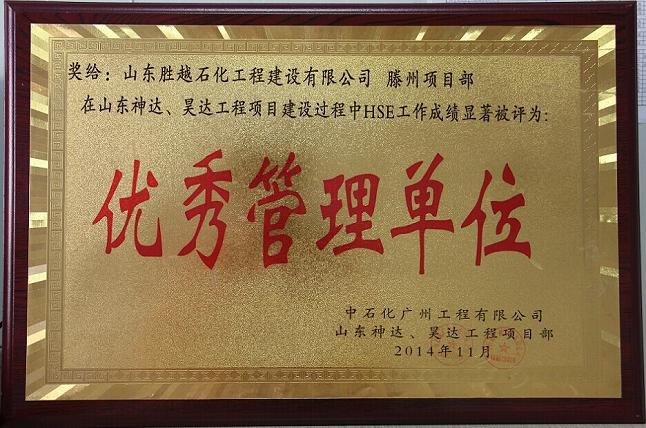 奖给：山东胜越石化工程建设有限公司 滕州项目部
在山东神达、昊达工程项目建设过程中HSE工作成绩显著被评为:
优秀管理单位
中石化广州工程有限公司
山东神达、昊达工程项目部
2014年11月